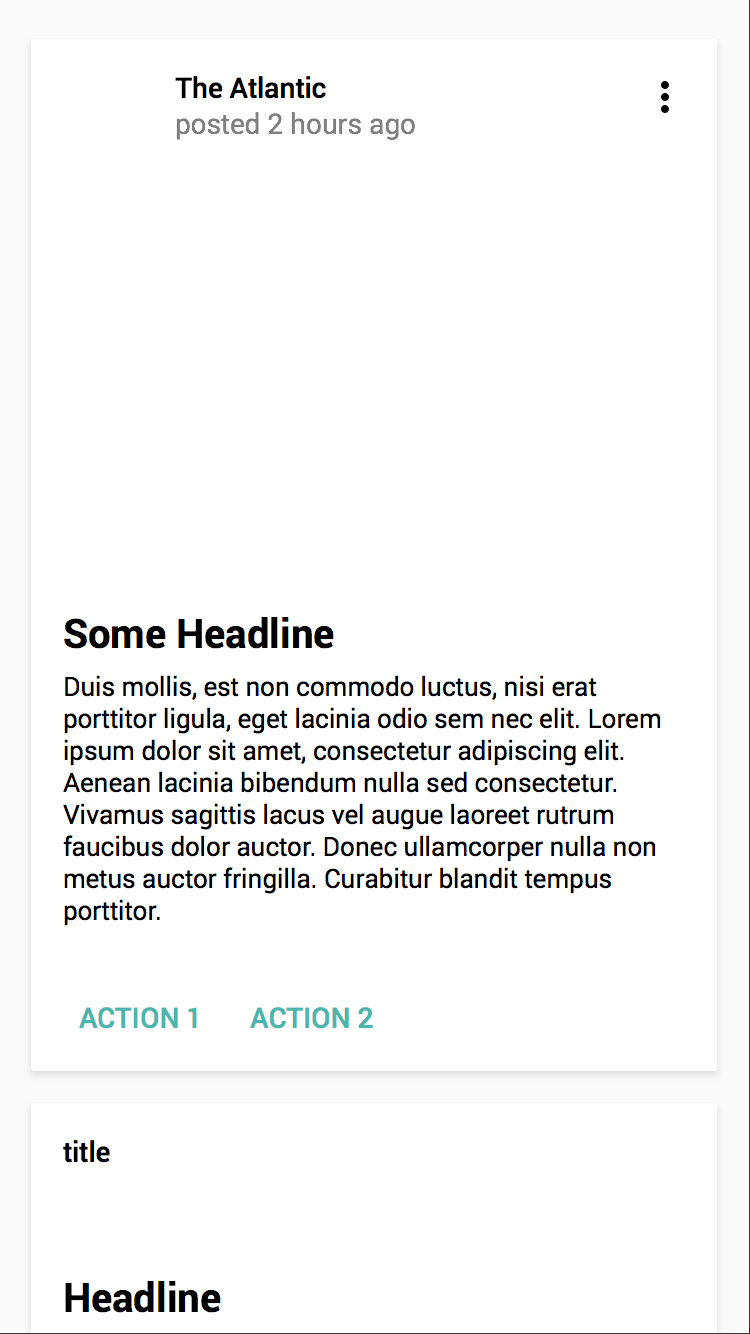 The Atlantic
posted 2 hours ago
Some Headline
Duis mollis, est non commodo luctus, nisi erat
porttitor ligula, eget lacinia odio sem nec elit. Lorem
ipsum dolor sit amet, consectetur adipiscing elit.
Aenean lacinia bibendum nulla sed consectetur.
Vivamus sagittis lacus vel augue laoreet rutrum
faucibus dolor auctor. Donec ullamcorper nulla non
metus auctor fringilla. Curabitur blandit tempus
porttitor.
ACTION 1 ACTION 2
title
Headline